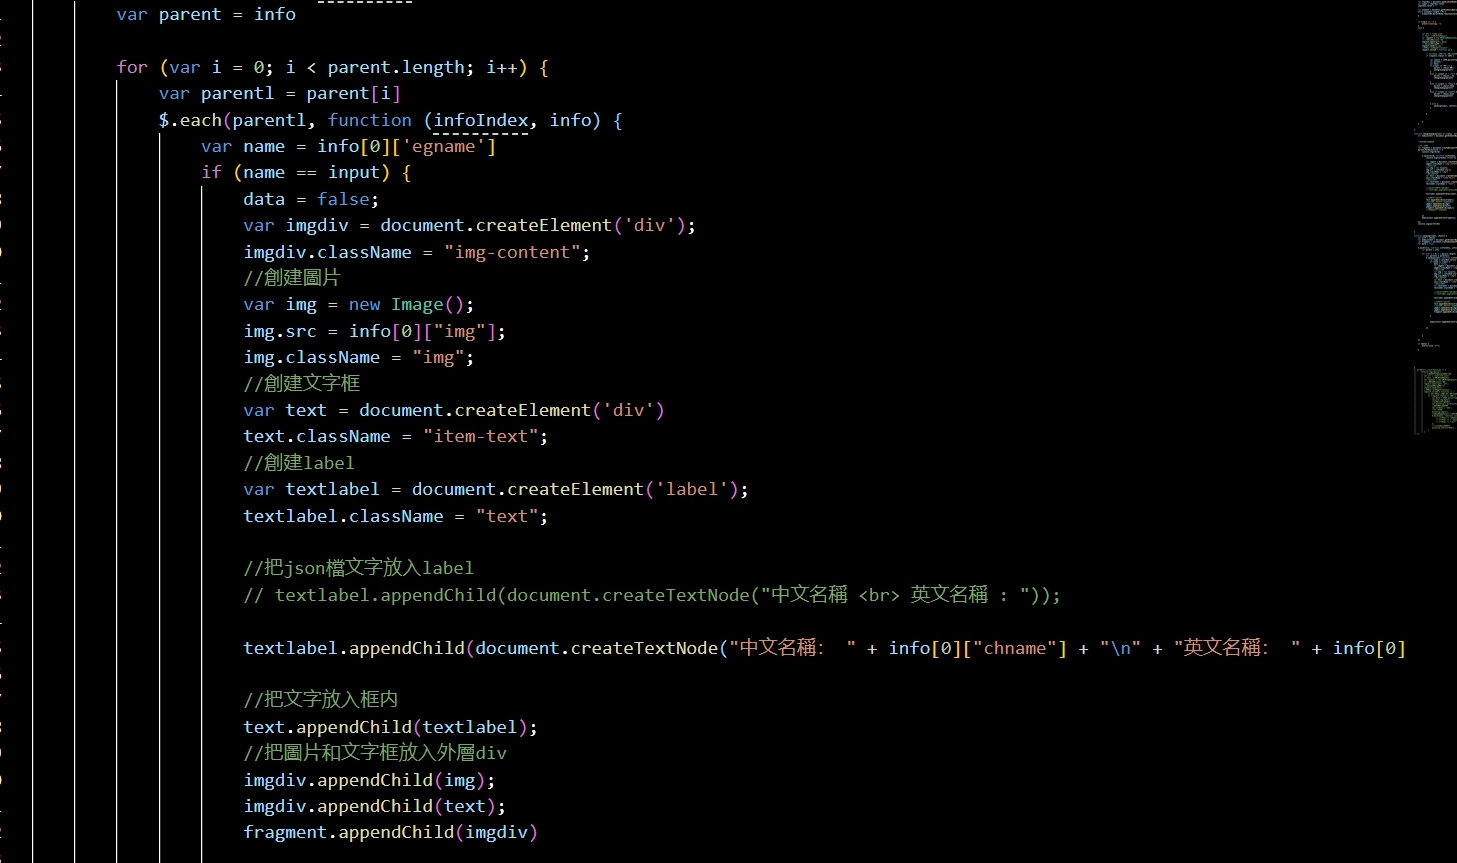 var parent = info
for (var i = 0; i < parent.length; i++) {
var parentl = parent[i]
$.each(parentl, function (infoIndex, info) {
var name = info[0]['egname']
if (name == input) {
data = false;
var imgdiv = document.createElement('div');
imgdiv.className = "img-content";
//創建圖片
var img = new Image();
img.src = info[0]["img"];
img.className = "img";
//創建文字框
var text = document.createElement('div')
text.className = "item-text";
//創建label
var textlabel = document.createElement('label');
textlabel.className = "text";
//把json檔文字放入label
// textlabel.appendChild(document.createTextNode("中文名稱 <br> 英文名稱 : "));
textlabel.appendChild(document.createTextNode("中文名稱： " + info[0]["chname"] + "\n" + "英文名稱： " + info[0]
//把文字放入框内
text.appendChild(textlabel);
//把圖片和文字框放入外層div
imgdiv.appendChild(img);
imgdiv.appendChild(text);
fragment.appendChild(imgdiv)